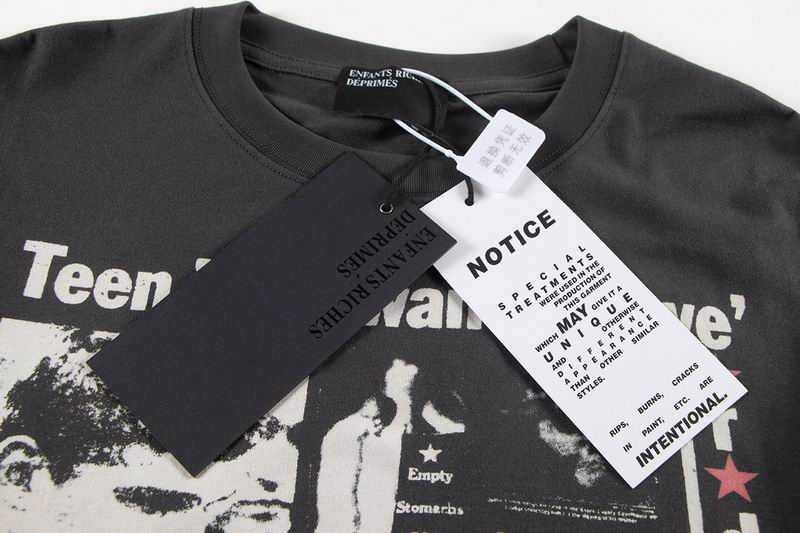 ENFANTS RICHES
DÉPRIMÉS
退换凭证
剪断无效
ENFANTS RICHES
DÉPRIMÉS
NOTICE
SPECIAL
TREATMENTS
WERE USED IN THE
PRODUCTION OF
THIS GARMENT
WHICH MAY GIVE IT A
UNIQUE
AND OTHERWISE
DIFFERENT
APPEARANCE
THAN OTHER SIMILAR
STYLES.
RIPS, BURNS, CRACKS
IN PAINT, ETC. ARE
INTENTIONAL.
Teen
Empty
Stomachs